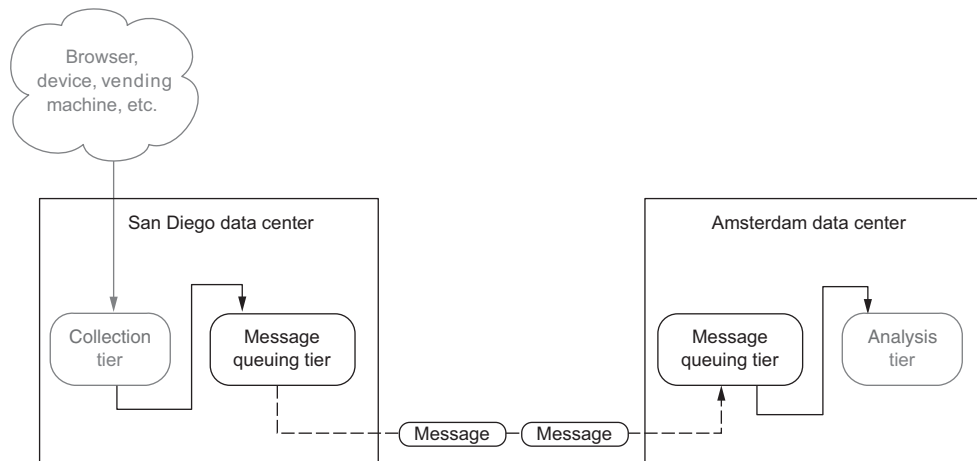 Browser,
device, vending
machine, etc.
San Diego data center
Amsterdam data center
Collection
tier
Message
queuing tier
Message
queuing tier
Analysis
tier
Message
Message